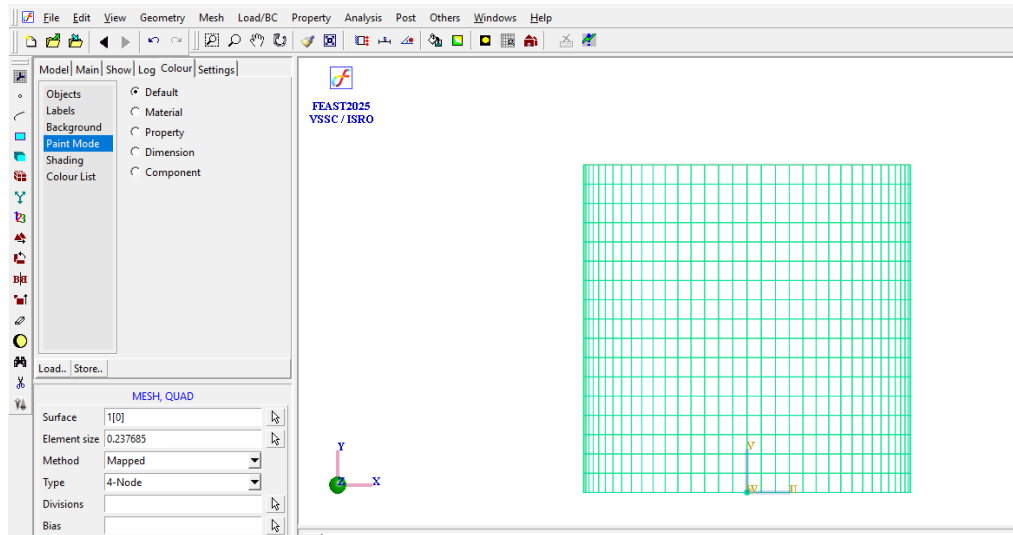 File Edit View Geometry Mesh Load/BC Property Analysis Post Others Windows Help
Model Main Show Log Colour Settings
Objects
Labels
Background
Paint Mode
Shading
Colour List
Default
Material
Property
Dimension
Component
Load.. Store..
MESH, QUAD
Surface 1[0]
Element size 0.237685
Method Mapped
Type 4-Node
Divisions
Bias
FEAST2025
VSSC / ISRO
Y
Z X
V
W U